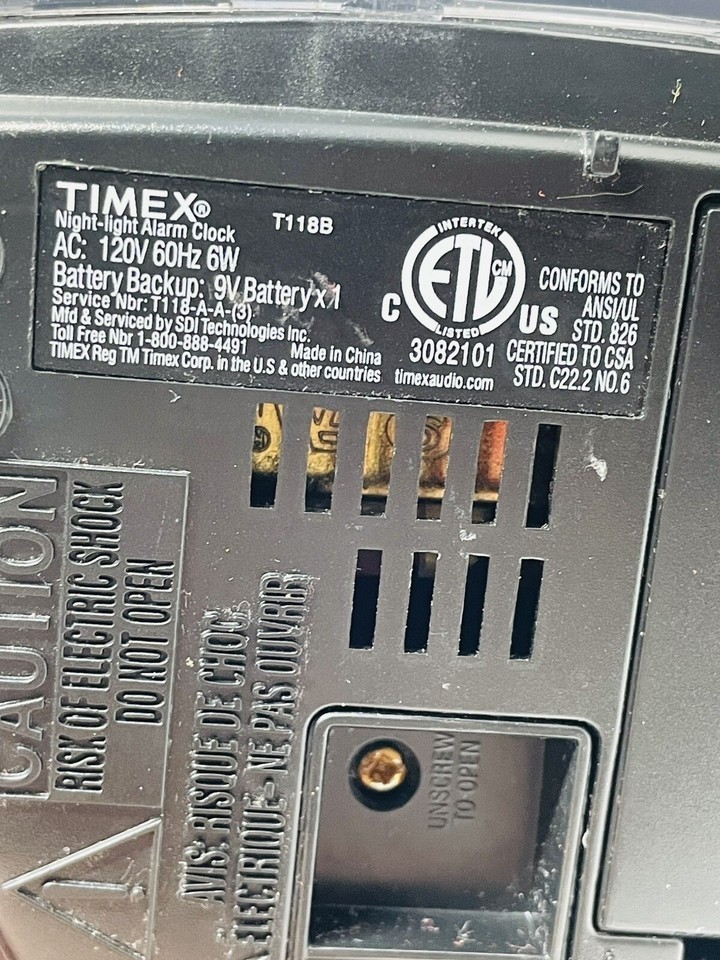 TIMEX®
Night-light Alarm Clock
T118B
AC: 120V 60Hz 6W
Battery Backup: 9V Battery x 1
Service Nbr: T118-A-A-(3)
Mfd & Serviced by SDI Technologies Inc.
Toll Free Nbr 1-800-888-4491
Made in China
TIMEX Reg TM Timex Corp. in the U.S & other countries
INTERTEK
ETL CM
LISTED
C US
3082101
timexaudio.com
CONFORMS TO
ANSI/UL
STD. 826
CERTIFIED TO CSA
STD. C22.2 NO.6
CAUTION
RISK OF ELECTRIC SHOCK
DO NOT OPEN
AVIS: RISQUE DE CHOC
ELECTRIQUE- NE PAS OUVRIR
UNSCREW
TO OPEN